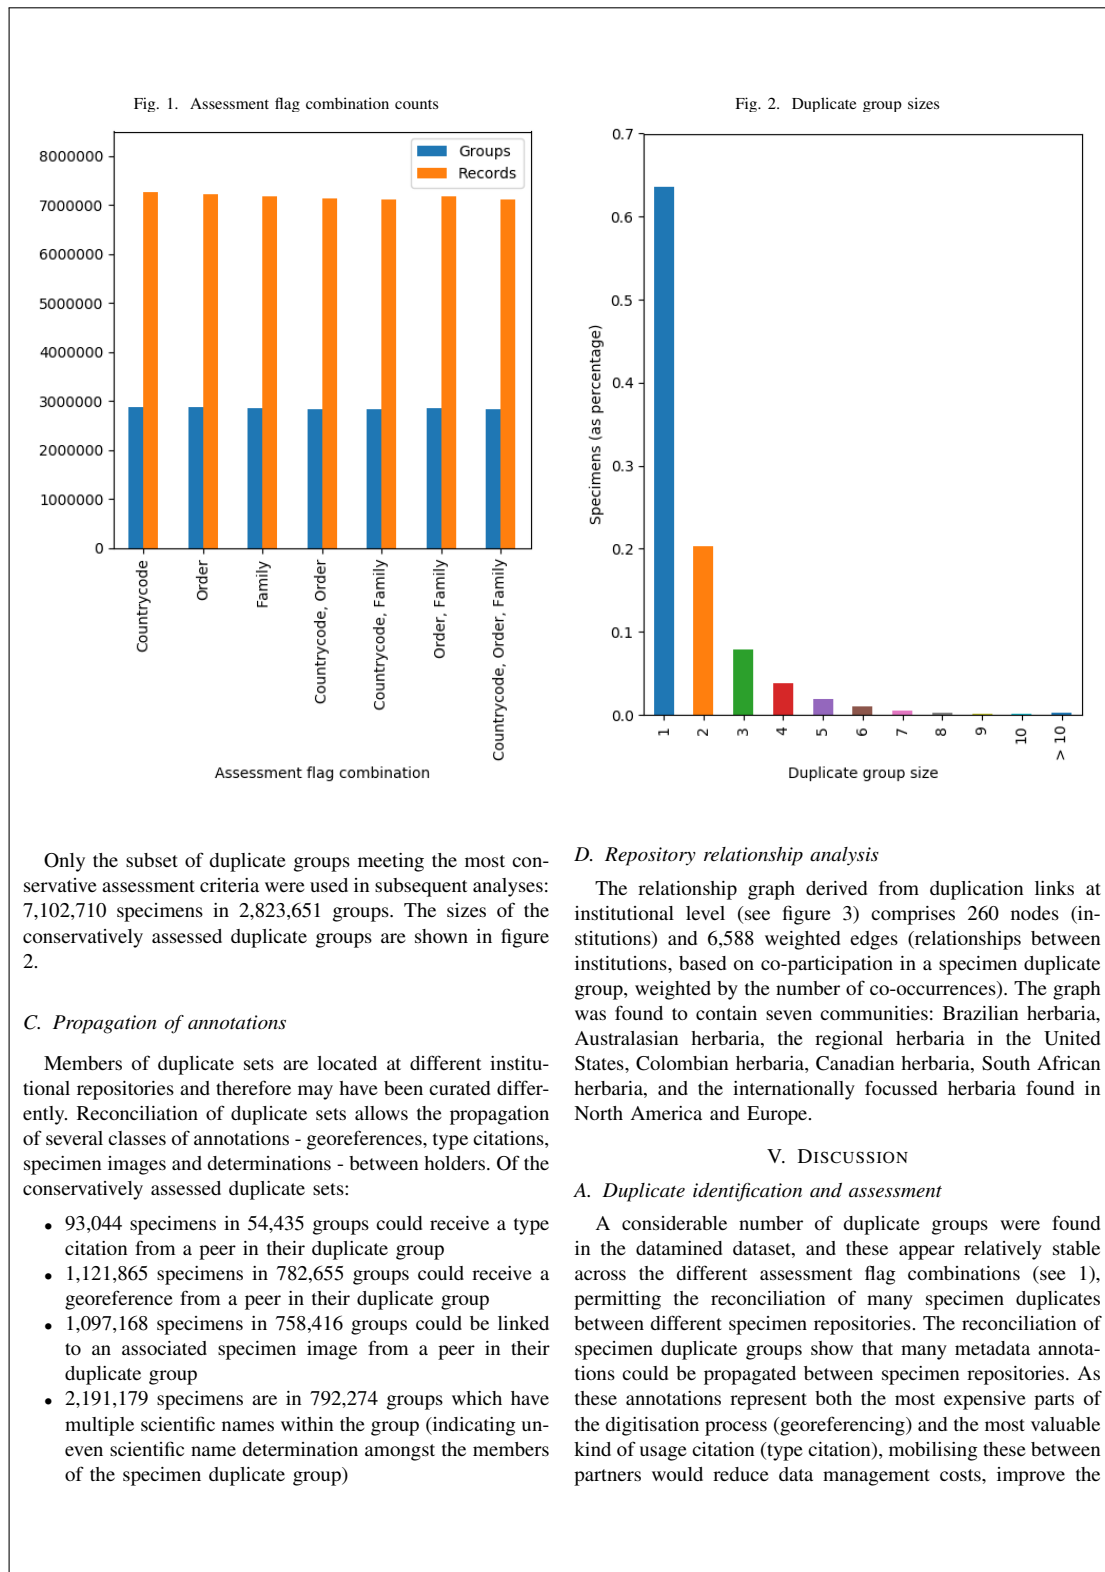 Fig. 1. Assessment flag combination counts
8000000
7000000
6000000
5000000
4000000
3000000
2000000
1000000
0
Groups
Records
Countrycode
Order
Family
Countrycode, Order
Countrycode, Family
Order, Family
Countrycode, Order, Family
Assessment flag combination
Fig. 2. Duplicate group sizes
Specimens (as percentage)
0.7
0.6
0.5
0.4
0.3
0.2
0.1
0.0
1
2
3
4
5
6
7
8
9
10
> 10
Duplicate group size
Only the subset of duplicate groups meeting the most con-
servative assessment criteria were used in subsequent analyses:
7,102,710 specimens in 2,823,651 groups. The sizes of the
conservatively assessed duplicate groups are shown in figure
2.
C. Propagation of annotations
Members of duplicate sets are located at different institu-
tional repositories and therefore may have been curated differ-
ently. Reconciliation of duplicate sets allows the propagation
of several classes of annotations - georeferences, type citations,
specimen images and determinations - between holders. Of the
conservatively assessed duplicate sets:
• 93,044 specimens in 54,435 groups could receive a type
citation from a peer in their duplicate group
• 1,121,865 specimens in 782,655 groups could receive a
georeference from a peer in their duplicate group
• 1,097,168 specimens in 758,416 groups could be linked
to an associated specimen image from a peer in their
duplicate group
• 2,191,179 specimens are in 792,274 groups which have
multiple scientific names within the group (indicating un-
even scientific name determination amongst the members
of the specimen duplicate group)
D. Repository relationship analysis
The relationship graph derived from duplication links at
institutional level (see figure 3) comprises 260 nodes (in-
stitutions) and 6,588 weighted edges (relationships between
institutions, based on co-participation in a specimen duplicate
group, weighted by the number of co-occurrences). The graph
was found to contain seven communities: Brazilian herbaria,
Australasian herbaria, the regional herbaria in the United
States, Colombian herbaria, Canadian herbaria, South African
herbaria, and the internationally focussed herbaria found in
North America and Europe.
V. DISCUSSION
A. Duplicate identification and assessment
A considerable number of duplicate groups were found
in the datamined dataset, and these appear relatively stable
across the different assessment flag combinations (see 1),
permitting the reconciliation of many specimen duplicates
between different specimen repositories. The reconciliation of
specimen duplicate groups show that many metadata annota-
tions could be propagated between specimen repositories. As
these annotations represent both the most expensive parts of
the digitisation process (georeferencing) and the most valuable
kind of usage citation (type citation), mobilising these between
partners would reduce data management costs, improve the